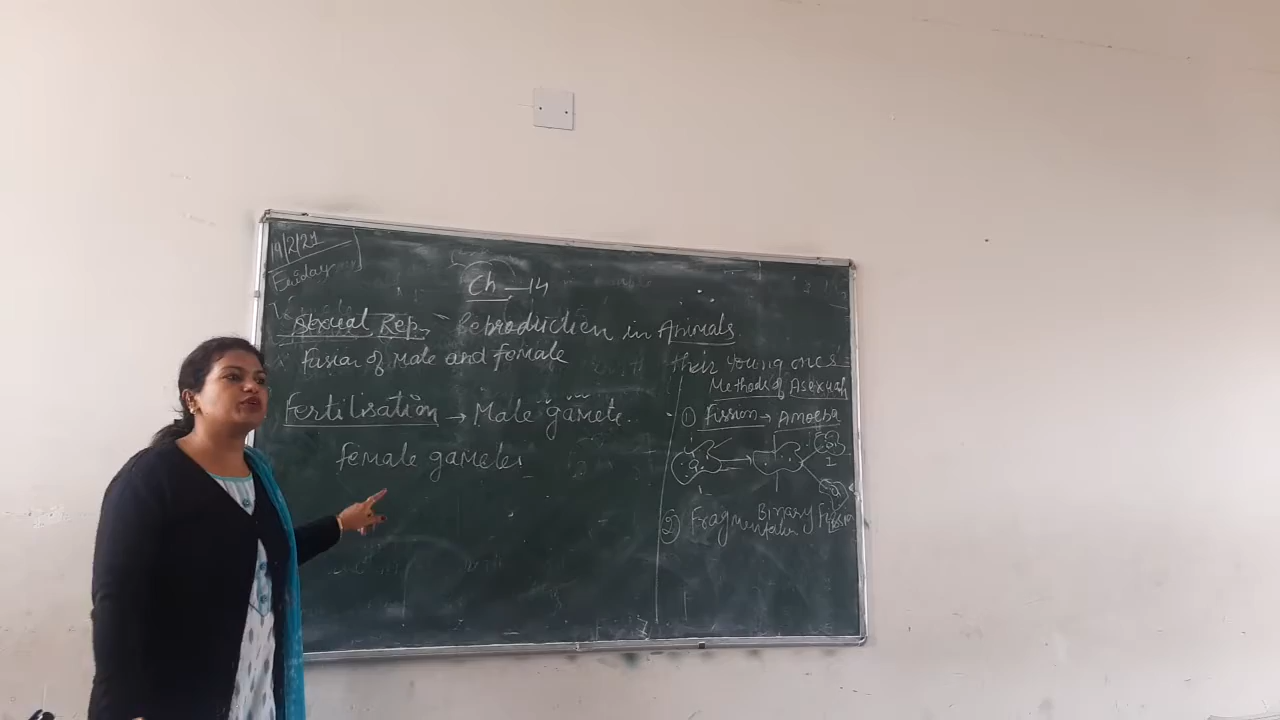 19/2/21
Friday
Ch - 14
Asexual Rep, Reproduction in Animals.
Fusion of Male and female
fertilisation → Male gamete.
female gametes
their young ones =
Methods of Asexual
① fission → Amoeba
Binary Fission
② Fragmentation